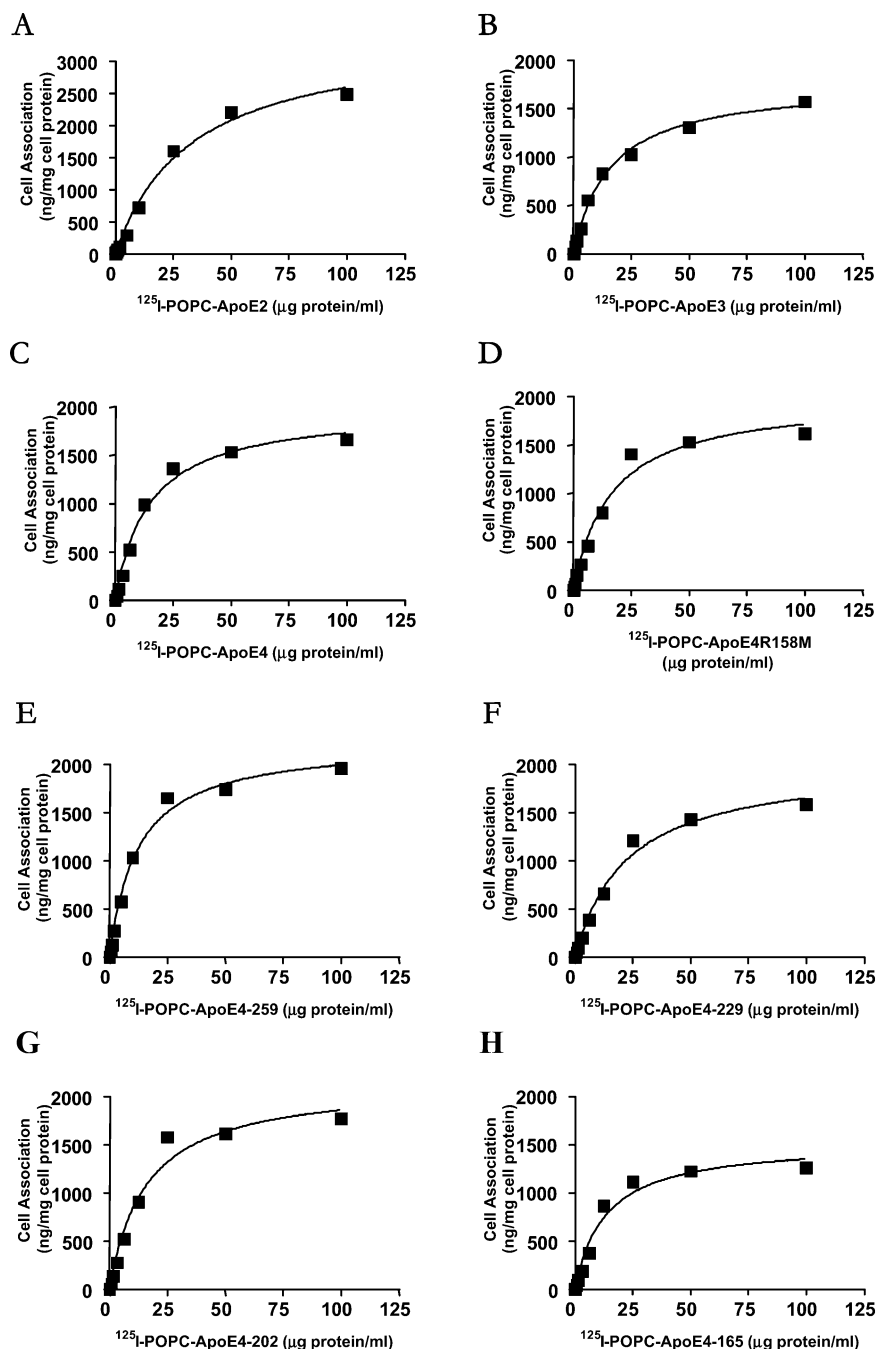 A
Cell Association
(ng/mg cell protein)
3000
2500
2000
1500
1000
500
0
0 25 50 75 100 125
125I-POPC-ApoE2 (μg protein/ml)
B
Cell Association
(ng/mg cell protein)
2000
1500
1000
500
0
0 25 50 75 100 125
125I-POPC-ApoE3 (μg protein/ml)
C
Cell Association
(ng/mg cell protein)
2000
1500
1000
500
0
0 25 50 75 100 125
125I-POPC-ApoE4 (μg protein/ml)
D
Cell Association
(ng/mg cell protein)
2000
1500
1000
500
0
0 25 50 75 100 125
125I-POPC-ApoE4R158M
(μg protein/ml)
E
Cell Association
(ng/mg cell protein)
2000
1500
1000
500
0
0 25 50 75 100 125
125I-POPC-ApoE4-259 (μg protein/ml)
F
Cell Association
(ng/mg cell protein)
2000
1500
1000
500
0
0 25 50 75 100 125
125I-POPC-ApoE4-229 (μg protein/ml)
G
Cell Association
(ng/mg cell protein)
2000
1500
1000
500
0
0 25 50 75 100 125
125I-POPC-ApoE4-202 (μg protein/ml)
H
Cell Association
(ng/mg cell protein)
2000
1500
1000
500
0
0 25 50 75 100 125
125I-POPC-ApoE4-165 (μg protein/ml)